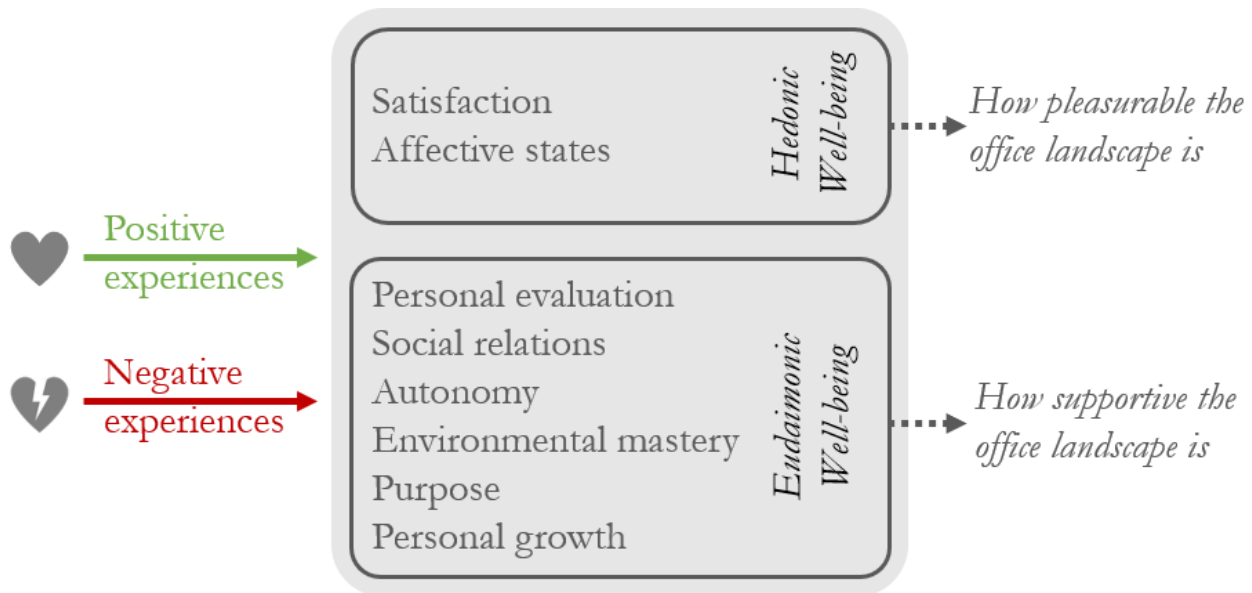 Positive
experiences
Negative
experiences
Satisfaction
Affective states
Hedonic
Well-being
How pleasurable the
office landscape is
Personal evaluation
Social relations
Autonomy
Environmental mastery
Purpose
Personal growth
Eudaimonic
Well-being
How supportive the
office landscape is